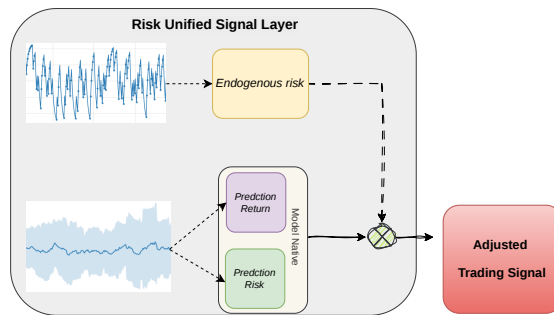 Risk Unified Signal Layer
Endogenous risk
Predction
Return
Model Native
Predction
Risk
Adjusted
Trading Signal